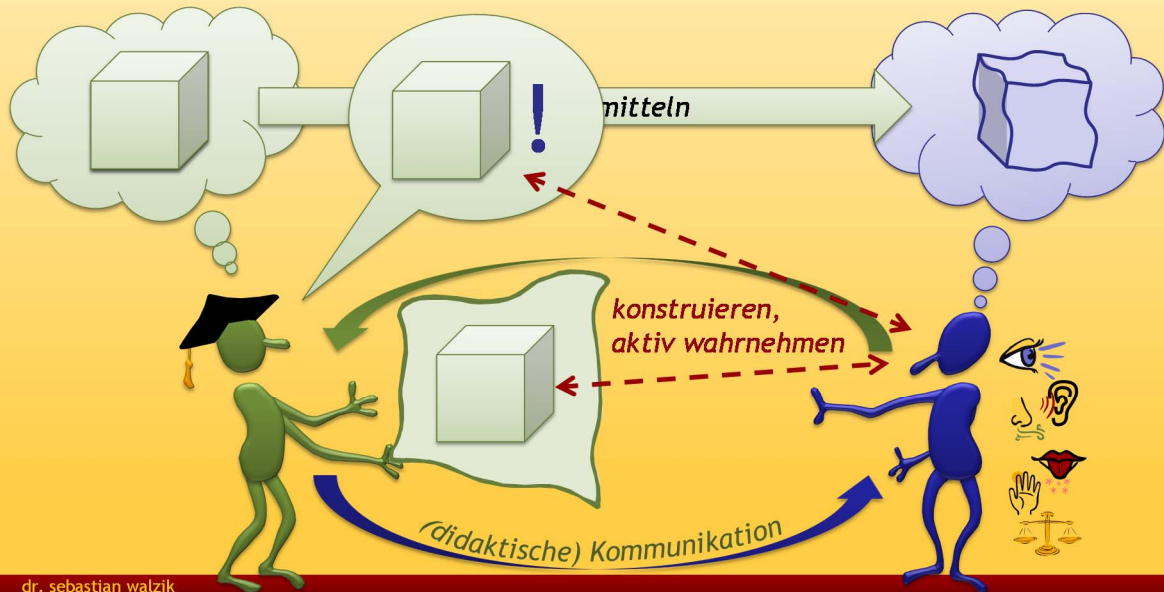 !
mitteln
konstruieren,
aktiv wahrnehmen
(didaktische) Kommunikation
dr. sebastian walzik